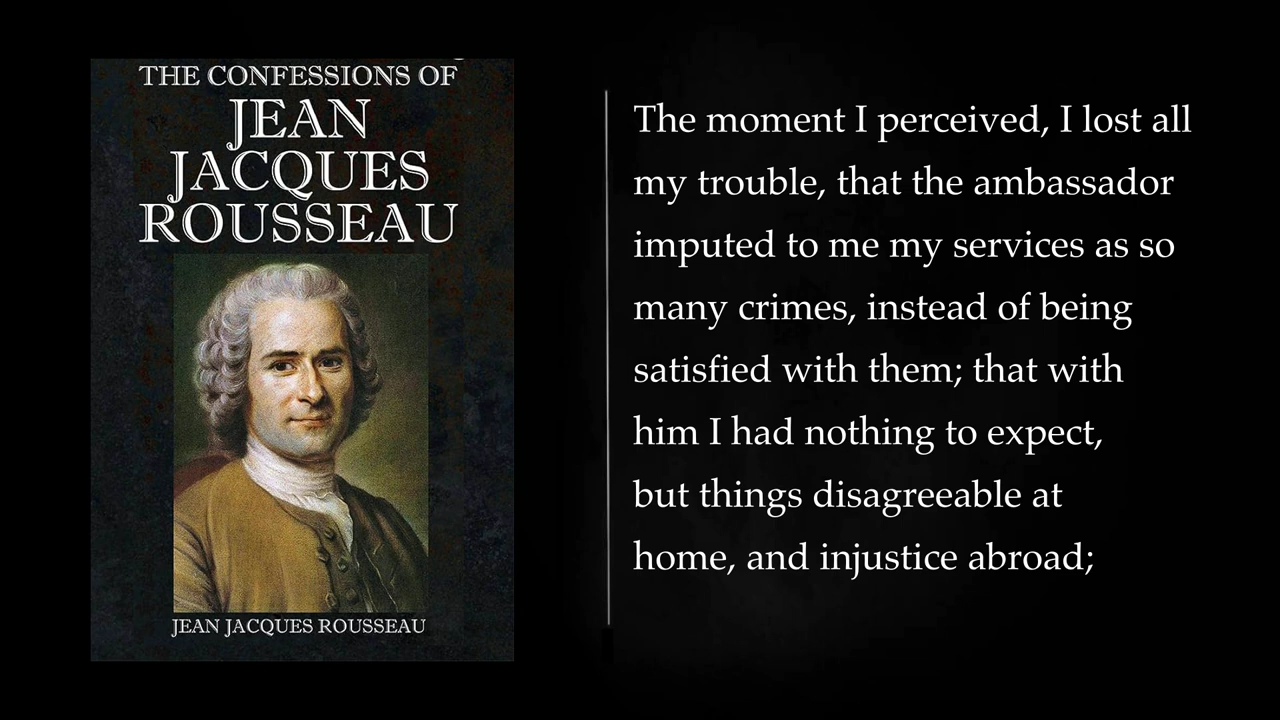 THE CONFESSIONS OF
JEAN
JACQUES
ROUSSEAU
JEAN JACQUES ROUSSEAU
The moment I perceived, I lost all
my trouble, that the ambassador
imputed to me my services as so
many crimes, instead of being
satisfied with them; that with
him I had nothing to expect,
but things disagreeable at
home, and injustice abroad;